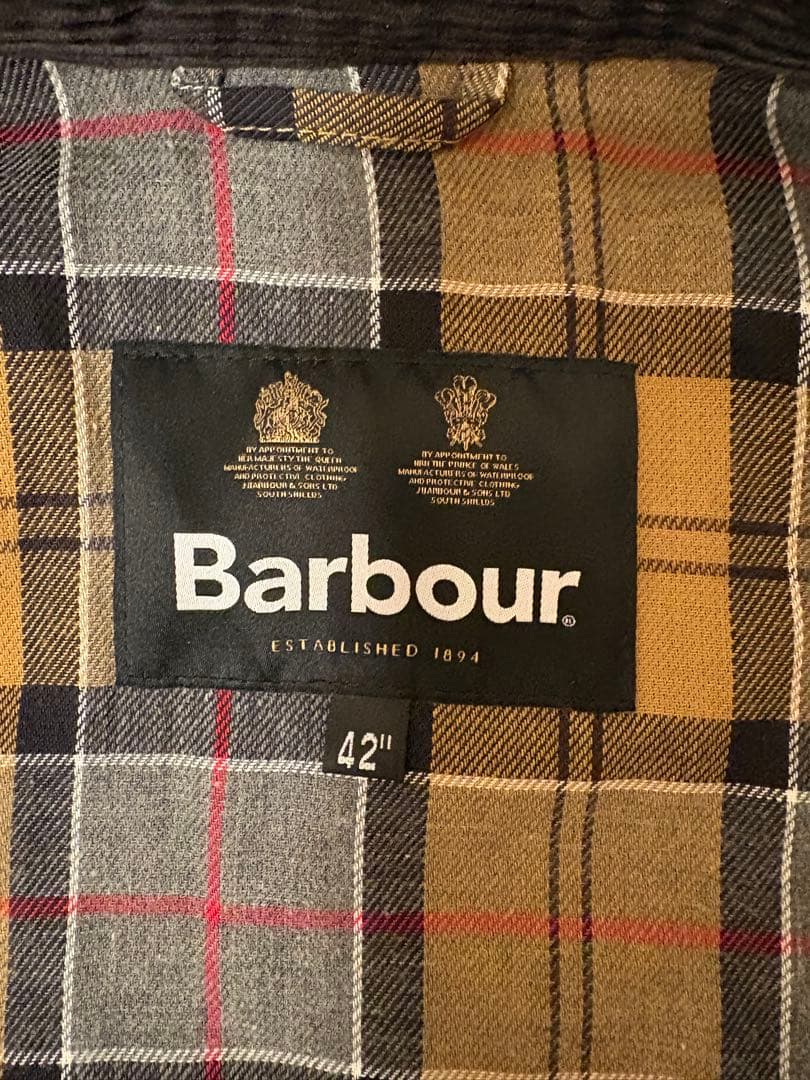 BY APPOINTMENT TO
HER MAJESTY THE QUEEN
MANUFACTURERS OF WATERPROOF
AND PROTECTIVE CLOTHING
J BARBOUR & SONS LTD
SOUTH SHIELDS
BY APPOINTMENT TO
HRH THE PRINCE OF WALES
MANUFACTURERS OF WATERPROOF
AND PROTECTIVE CLOTHING
J BARBOUR & SONS LTD
SOUTH SHIELDS
Barbour®
ESTABLISHED 1894
42"